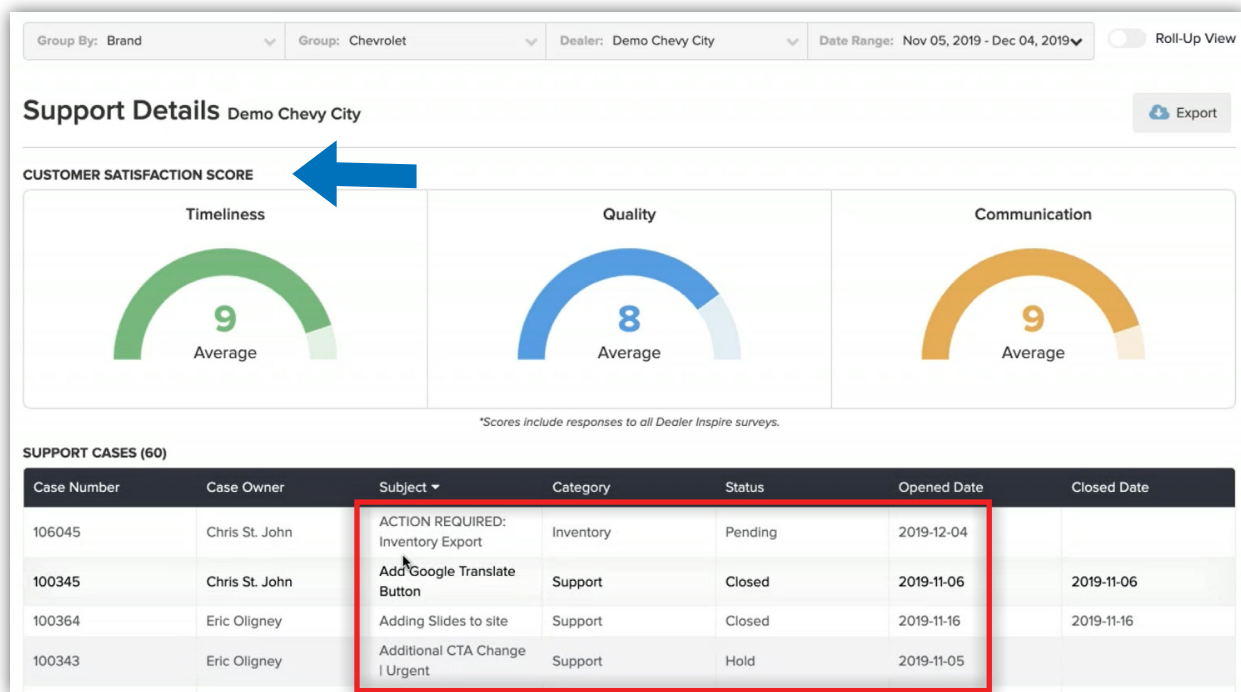 Group By: Brand Group: Chevrolet Dealer: Demo Chevy City Date Range: Nov 05, 2019 - Dec 04, 2019 Roll-Up View
Support Details Demo Chevy City Export
CUSTOMER SATISFACTION SCORE
Timeliness Quality Communication
9 8 9
Average Average Average
*Scores include responses to all Dealer Inspire surveys.
SUPPORT CASES (60)
Case Number Case Owner Subject Category Status Opened Date Closed Date
106045 Chris St. John ACTION REQUIRED: Inventory Pending 2019-12-04
Inventory Export
100345 Chris St. John Add Google Translate Support Closed 2019-11-06 2019-11-06
Button
100364 Eric Oligney Adding Slides to site Support Closed 2019-11-16 2019-11-16
100343 Eric Oligney Additional CTA Change Support Hold 2019-11-05
| Urgent